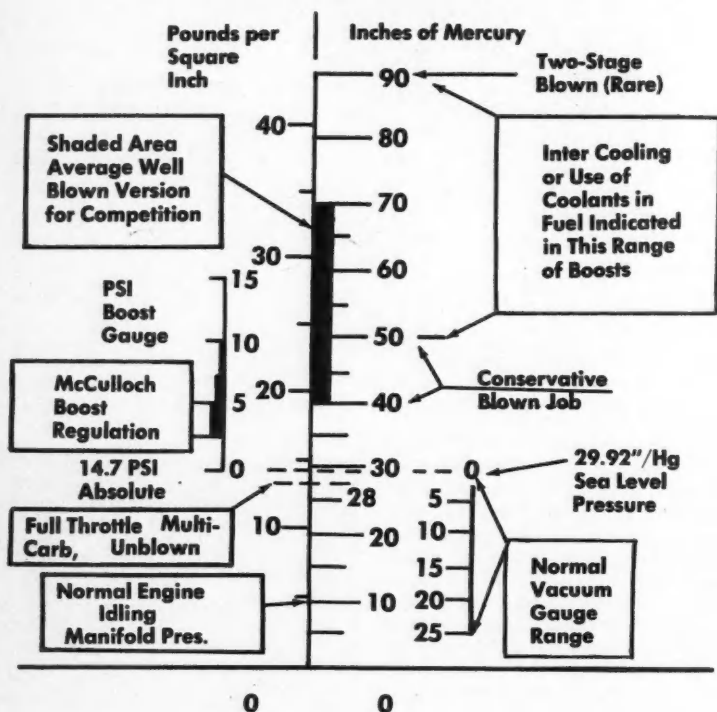 Pounds per
Square
Inch
Inches of Mercury
90
Two-Stage
Blown (Rare)
40
80
Shaded Area
Average Well
Blown Version
for Competition
Inter Cooling
or Use of
Coolants in
Fuel Indicated
in This Range
of Boosts
70
30
60
15
PSI
Boost
Gauge
10
50
McCulloch
Boost
Regulation
5
20
40
Conservative
Blown Job
14.7 PSI
Absolute
0
30
0
29.92"/Hg
Sea Level
Pressure
28
5
Full Throttle Multi-
Carb, Unblown
10
20
10
15
Normal
Vacuum
Gauge
Range
Normal Engine
Idling
Manifold Pres.
10
20
25
0
0